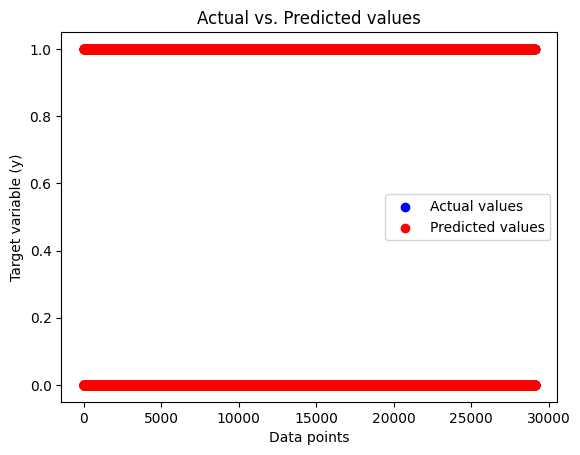 Actual vs. Predicted values
Target variable (y)
1.0
0.8
0.6
0.4
0.2
0.0
Actual values
Predicted values
0 5000 10000 15000 20000 25000 30000
Data points